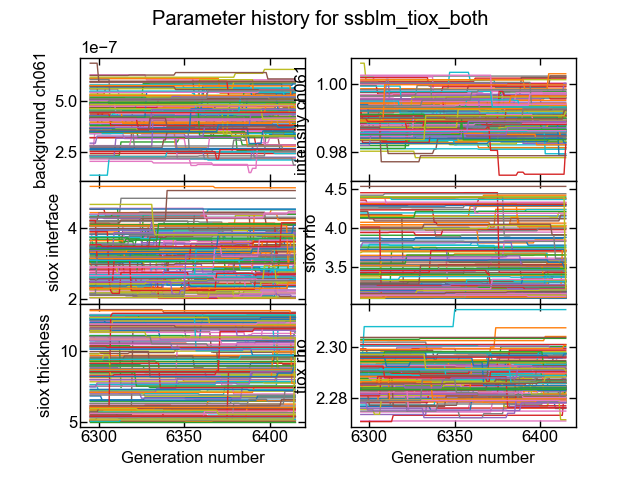 Parameter history for ssblm_tiox_both
1e−7
background ch061
5.0
2.5
intensity ch061
1.00
0.98
siox interface
4
2
siox rho
4.5
4.0
3.5
siox thickness
10
5
6300 6350 6400
Generation number
tiox rho
2.30
2.28
6300 6350 6400
Generation number